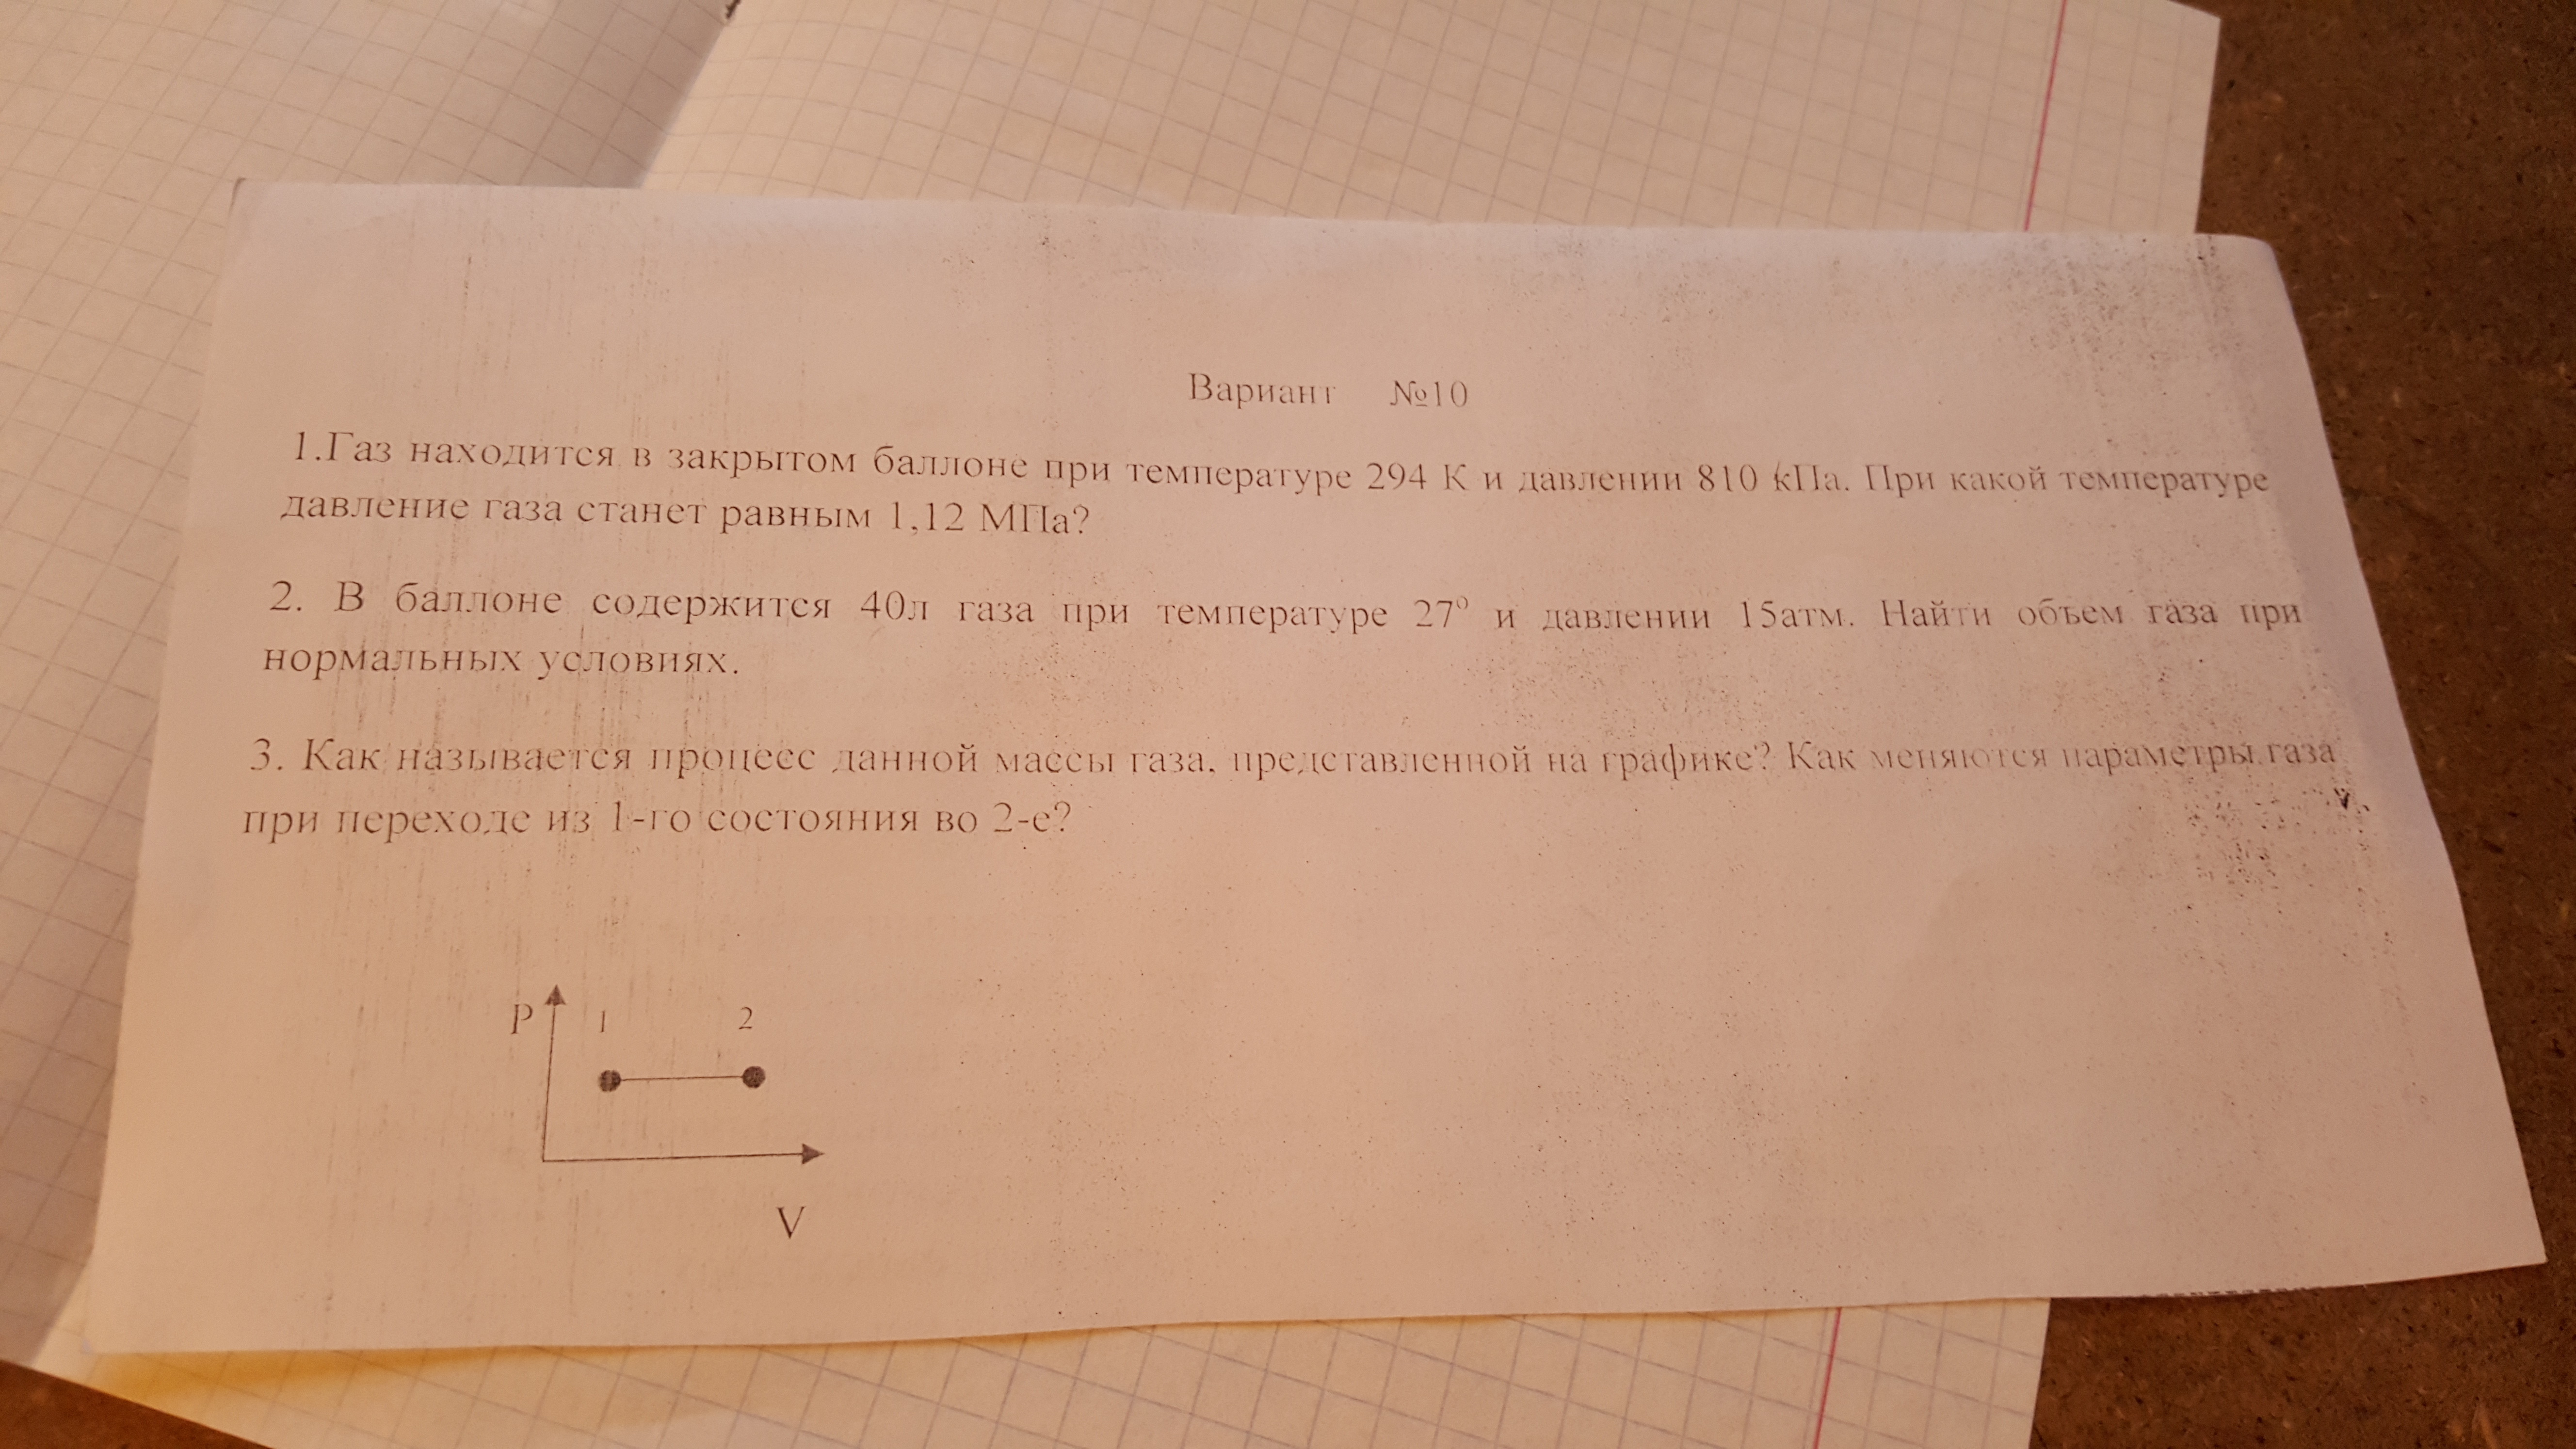 Вариант №10
1.Газ находится в закрытом баллоне при температуре 294 К и давлении 810 кПа. При какой температуре
давление газа станет равным 1,12 МПа?
2. В баллоне содержится 40л газа при температуре 27° и давлении 15атм. Найти объем газа при
нормальных условиях.
3. Как называется процесс данной массы газа, представленной на графике? Как меняются параметры газа
при переходе из 1-го состояния во 2-е?
P 1 2
V